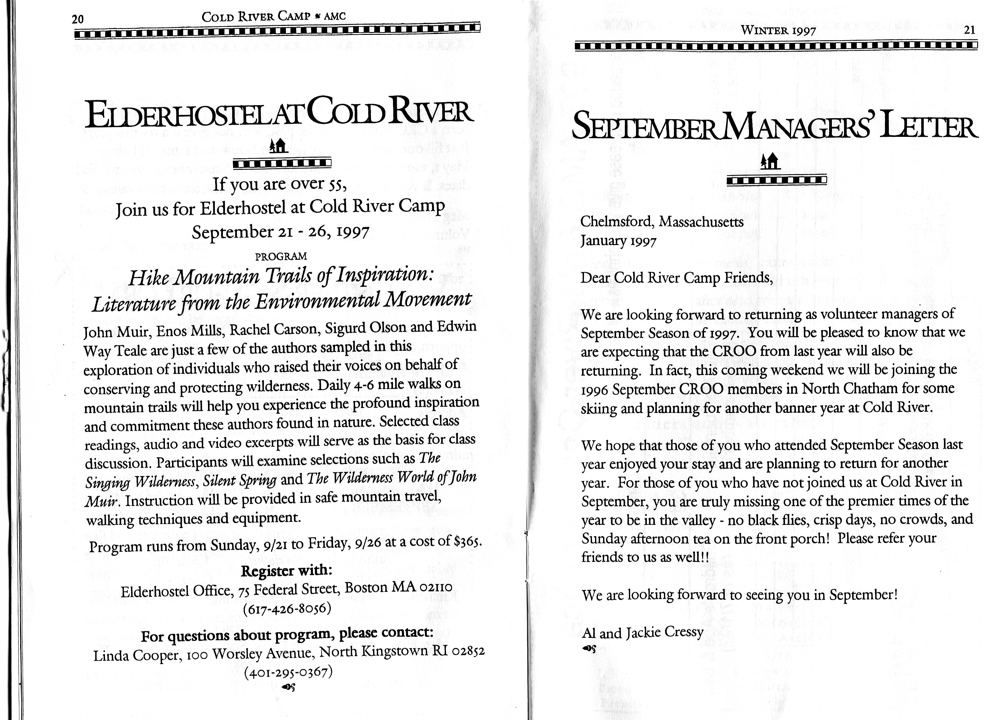 20
COLD RIVER CAMP AMC
ELDERHOSTEL AT COLD RIVER
If you are over 55,
Join us for Elderhostel at Cold River Camp
September 21 - 26, 1997
PROGRAM
Hike Mountain Trails of Inspiration:
Literature from the Environmental Movement
John Muir, Enos Mills, Rachel Carson, Sigurd Olson and Edwin
Way Teale are just a few of the authors sampled in this
exploration of individuals who raised their voices on behalf of
conserving and protecting wilderness. Daily 4-6 mile walks on
mountain trails will help you experience the profound inspiration
and commitment these authors found in nature. Selected class
readings, audio and video excerpts will serve as the basis for class
discussion. Participants will examine selections such as The
Singing Wilderness, Silent Spring and The Wilderness World of John
Muir. Instruction will be provided in safe mountain travel,
walking techniques and equipment.
Program runs from Sunday, 9/21 to Friday, 9/26 at a cost of $365.
Register with:
Elderhostel Office, 75 Federal Street, Boston MA 02110
(617-426-8056)
For questions about program, please contact:
Linda Cooper, 100 Worsley Avenue, North Kingstown RI 02852
(401-295-0367)
WINTER 1997
21
SEPTEMBER MANAGERS' LETTER
Chelmsford, Massachusetts
January 1997
Dear Cold River Camp Friends,
We are looking forward to returning as volunteer managers of
September Season of 1997. You will be pleased to know that we
are expecting that the CROO from last year will also be
returning. In fact, this coming weekend we will be joining the
1996 September CROO members in North Chatham for some
skiing and planning for another banner year at Cold River.
We hope that those of you who attended September Season last
year enjoyed your stay and are planning to return for another
year. For those of you who have not joined us at Cold River in
September, you are truly missing one of the premier times of the
year to be in the valley - no black flies, crisp days, no crowds, and
Sunday afternoon tea on the front porch! Please refer your
friends to us as well!!
We are looking forward to seeing you in September!
Al and Jackie Cressy